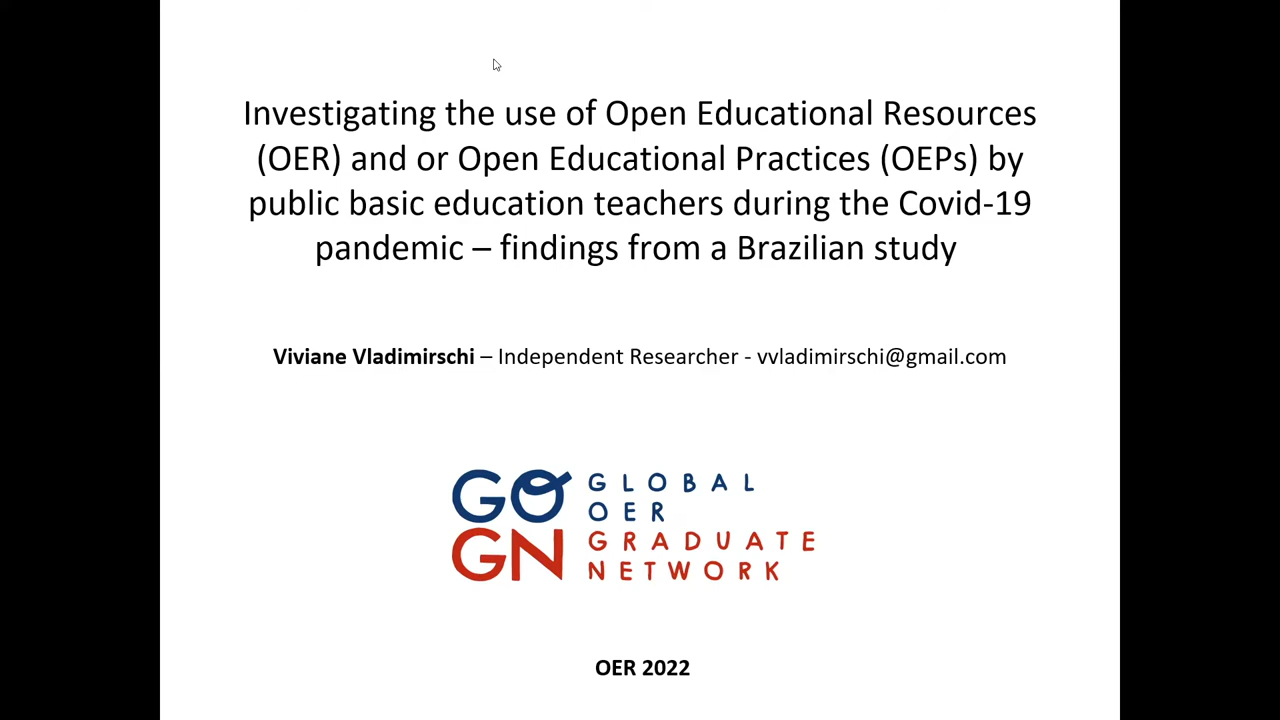 Investigating the use of Open Educational Resources
(OER) and or Open Educational Practices (OEPs) by
public basic education teachers during the Covid-19
pandemic – findings from a Brazilian study
Viviane Vladimirschi – Independent Researcher - vvladimirschi@gmail.com
GO GLOBAL
OER
GN GRADUATE
NETWORK
OER 2022